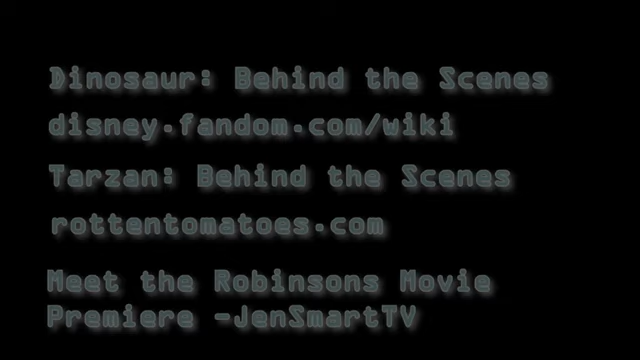 Dinosaur: Behind the Scenes
disney.fandom.com/wiki
Tarzan: Behind the Scenes
rottentomatoes.com
Meet the Robinsons Movie
Premiere -JenSmartTV